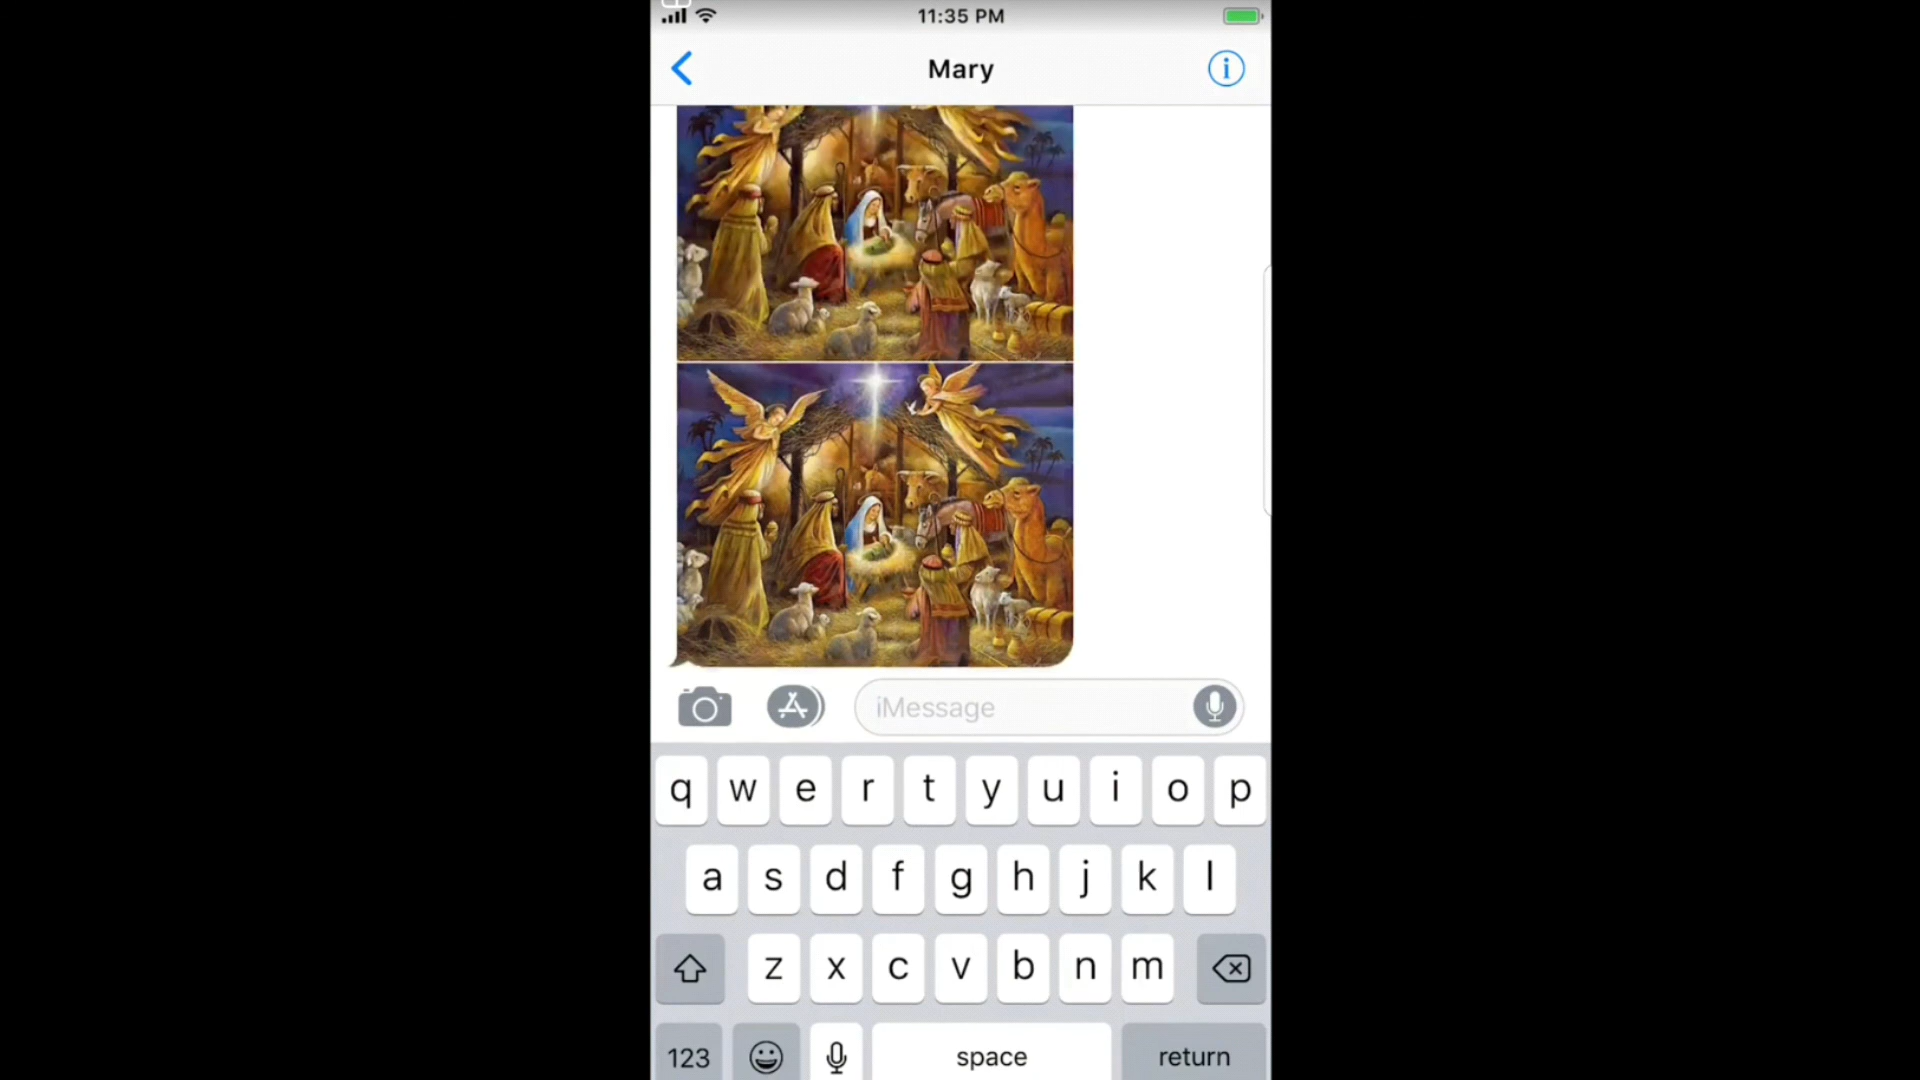 11:35 PM
Mary
iMessage
q w e r t y u i o p
a s d f g h j k l
z x c v b n m
123 space return